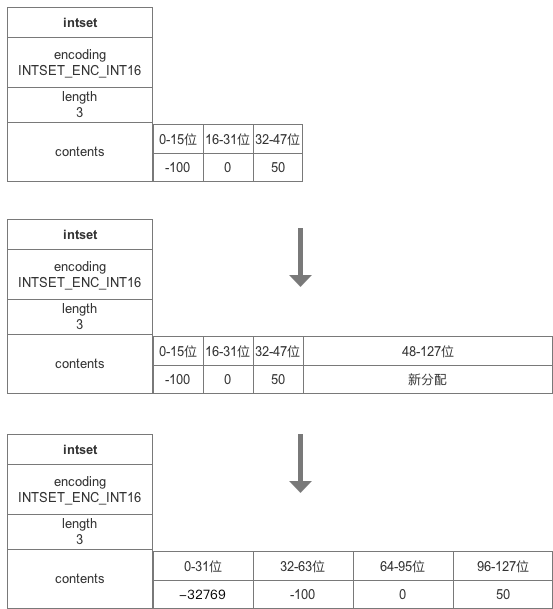 intset
encoding
INTSET_ENC_INT16
length
3
contents
0-15位 16-31位 32-47位
-100 0 50
intset
encoding
INTSET_ENC_INT16
length
3
contents
0-15位 16-31位 32-47位 48-127位
-100 0 50 新分配
intset
encoding
INTSET_ENC_INT16
length
3
contents
0-31位 32-63位 64-95位 96-127位
−32769 -100 0 50